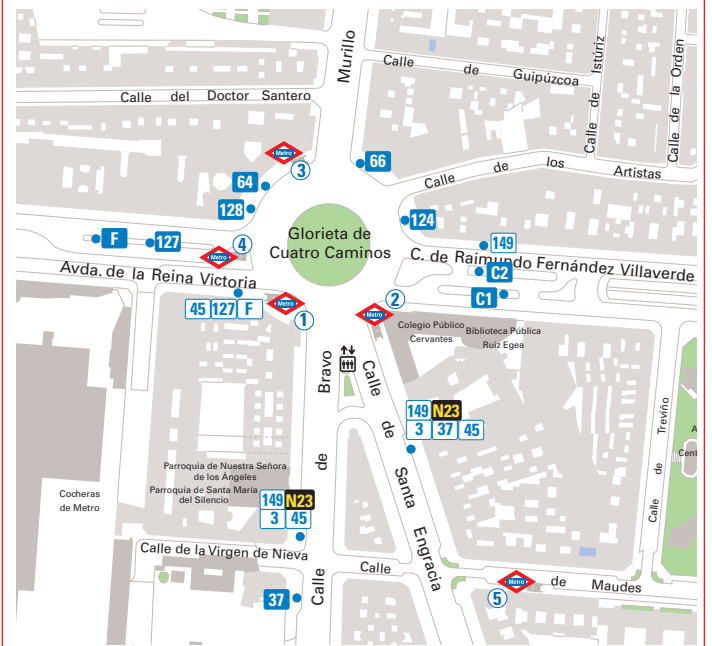 Murillo
Calle de Guipúzcoa
Calle de Istúriz
Calle de la Orden
Calle del Doctor Santero
Metro
3
66
64
Calle de los Artistas
128
124
F
127
4
Metro
Glorieta de
Cuatro Caminos
149
C. de Raimundo Fernández Villaverde
C2
C1
Avda. de la Reina Victoria
45 127 F
Metro
1
2
Metro
Colegio Público
Cervantes
Biblioteca Pública
Ruiz Egea
Calle de Bravo
Calle de Santa Engracia
149 N23
3 37 45
Calle de Treviño
A
Cent
Parroquia de Nuestra Señora
de los Ángeles
Parroquia de Santa María
del Silencio
Cocheras
de Metro
149 N23
3 45
Calle de la Virgen de Nieva
Calle de Maudes
Metro
5
37